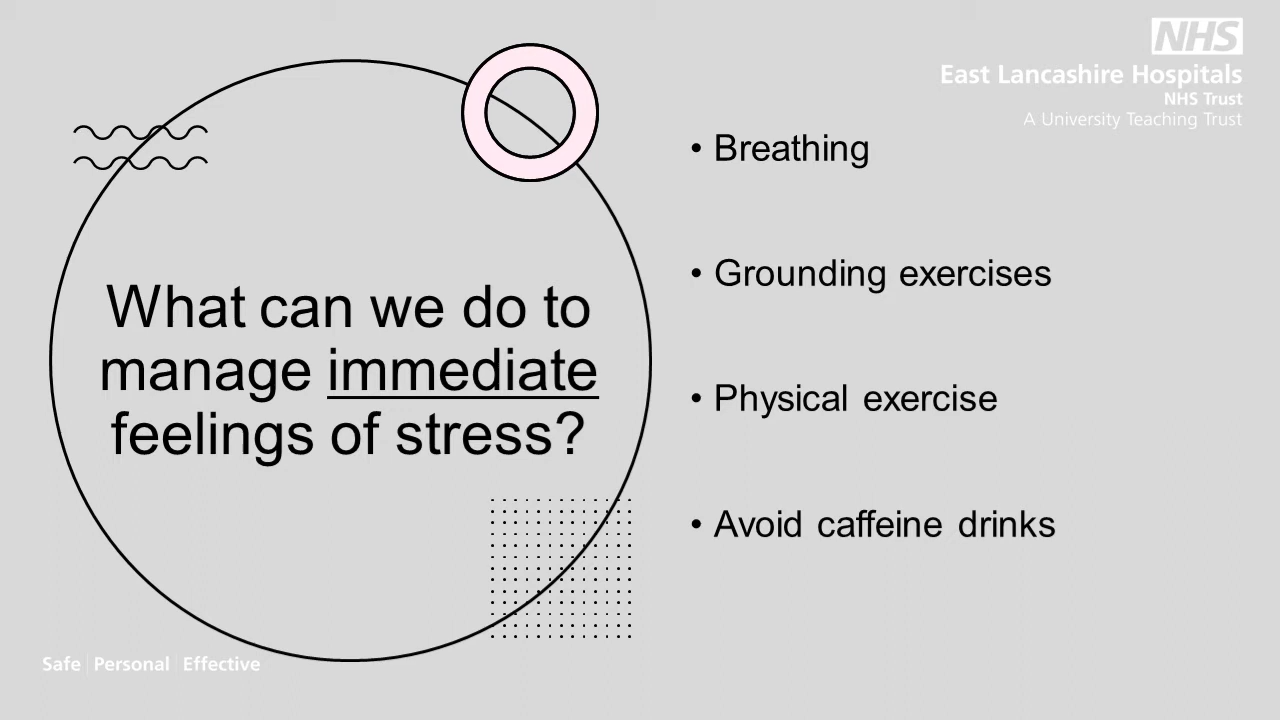 NHS
East Lancashire Hospitals
NHS Trust
A University Teaching Trust
What can we do to
manage immediate
feelings of stress?
• Breathing
• Grounding exercises
• Physical exercise
• Avoid caffeine drinks
Safe | Personal | Effective